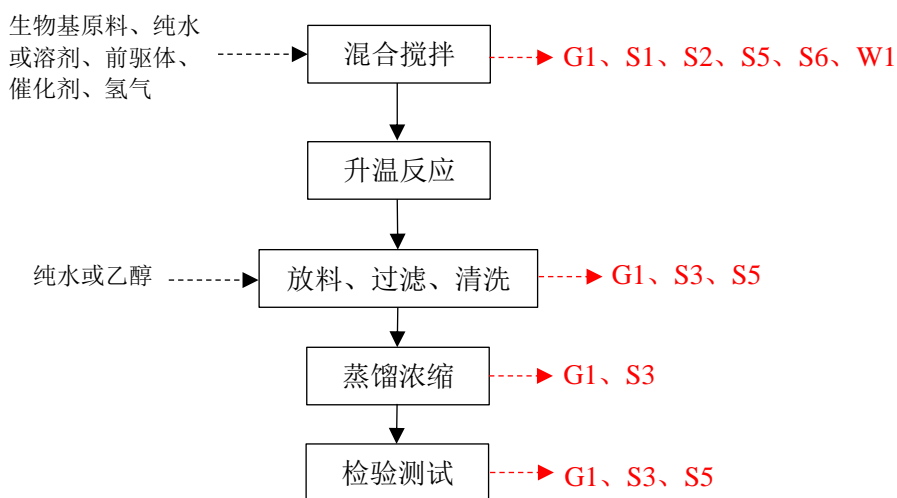 生物基原料、纯水
或溶剂、前驱体、
催化剂、氢气
混合搅拌
G1、S1、S2、S5、S6、W1
升温反应
纯水或乙醇
放料、过滤、清洗
G1、S3、S5
蒸馏浓缩
G1、S3
检验测试
G1、S3、S5